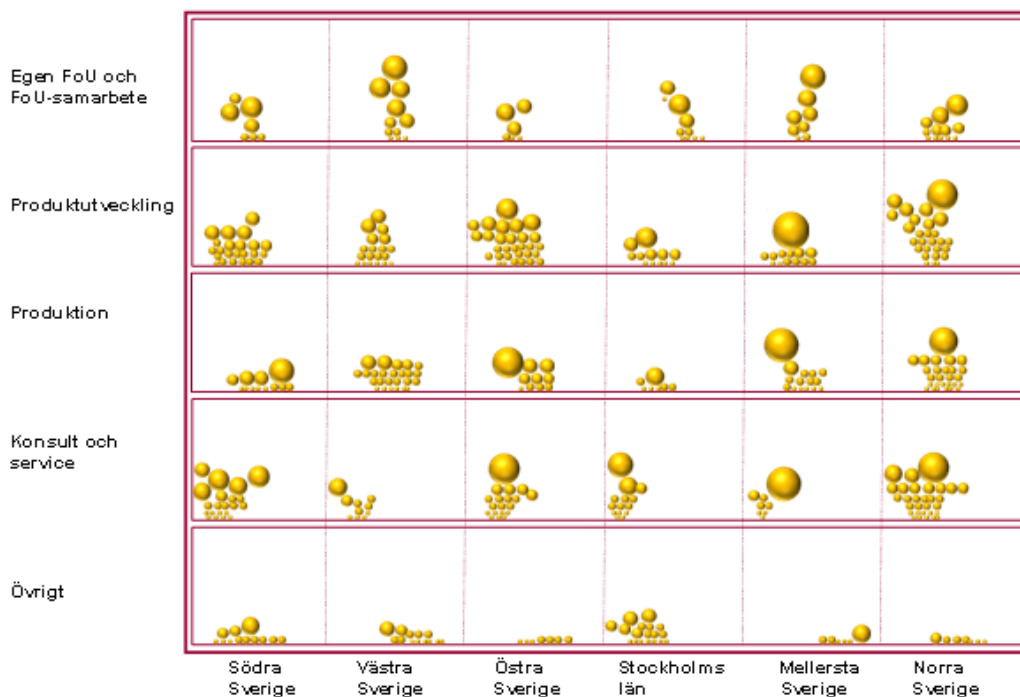 Egen FoU och
FoU-samarbete
Produktutveckling
Produktion
Konsult och
service
Övrigt
Södra
Sverige
Västra
Sverige
Östra
Sverige
Stockholms
län
Mellersta
Sverige
Norra
Sverige